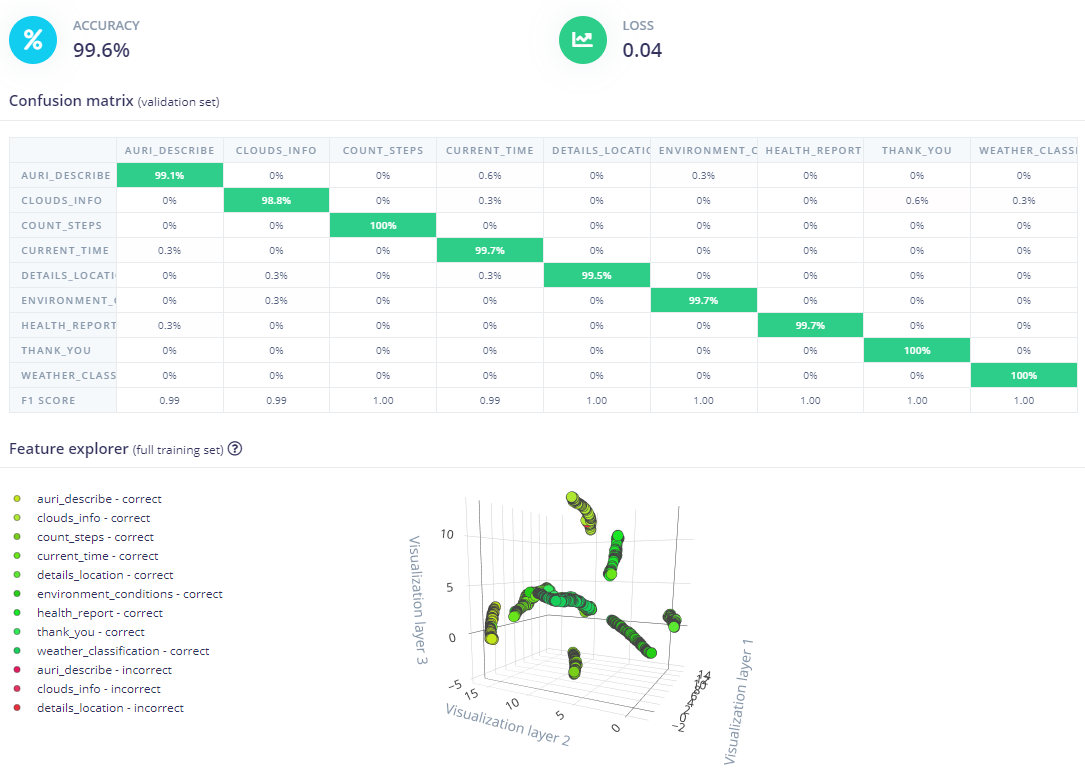 ACCURACY
99.6%
LOSS
0.04
Confusion matrix (validation set)
AURI_DESCRIBE CLOUDS_INFO COUNT_STEPS CURRENT_TIME DETAILS_LOCATIO ENVIRONMENT_C HEALTH_REPORT THANK_YOU WEATHER_CLASSI
AURI_DESCRIBE 99.1% 0% 0% 0.6% 0% 0.3% 0% 0% 0%
CLOUDS_INFO 0% 98.8% 0% 0.3% 0% 0% 0% 0.6% 0.3%
COUNT_STEPS 0% 0% 100% 0% 0% 0% 0% 0% 0%
CURRENT_TIME 0.3% 0% 0% 99.7% 0% 0% 0% 0% 0%
DETAILS_LOCATI 0% 0.3% 0% 0.3% 99.5% 0% 0% 0% 0%
ENVIRONMENT_ 0% 0.3% 0% 0% 0% 99.7% 0% 0% 0%
HEALTH_REPORT 0.3% 0% 0% 0% 0% 0% 99.7% 0% 0%
THANK_YOU 0% 0% 0% 0% 0% 0% 0% 100% 0%
WEATHER_CLASS 0% 0% 0% 0% 0% 0% 0% 0% 100%
F1 SCORE 0.99 0.99 1.00 0.99 1.00 1.00 1.00 1.00 1.00
Feature explorer (full training set) ?
auri_describe - correct
clouds_info - correct
count_steps - correct
current_time - correct
details_location - correct
environment_conditions - correct
health_report - correct
thank_you - correct
weather_classification - correct
auri_describe - incorrect
clouds_info - incorrect
details_location - incorrect
Visualization layer 3
10
5
0
−5
15
10
5
0
Visualization layer 2
14
−2
0
Visualization layer 1